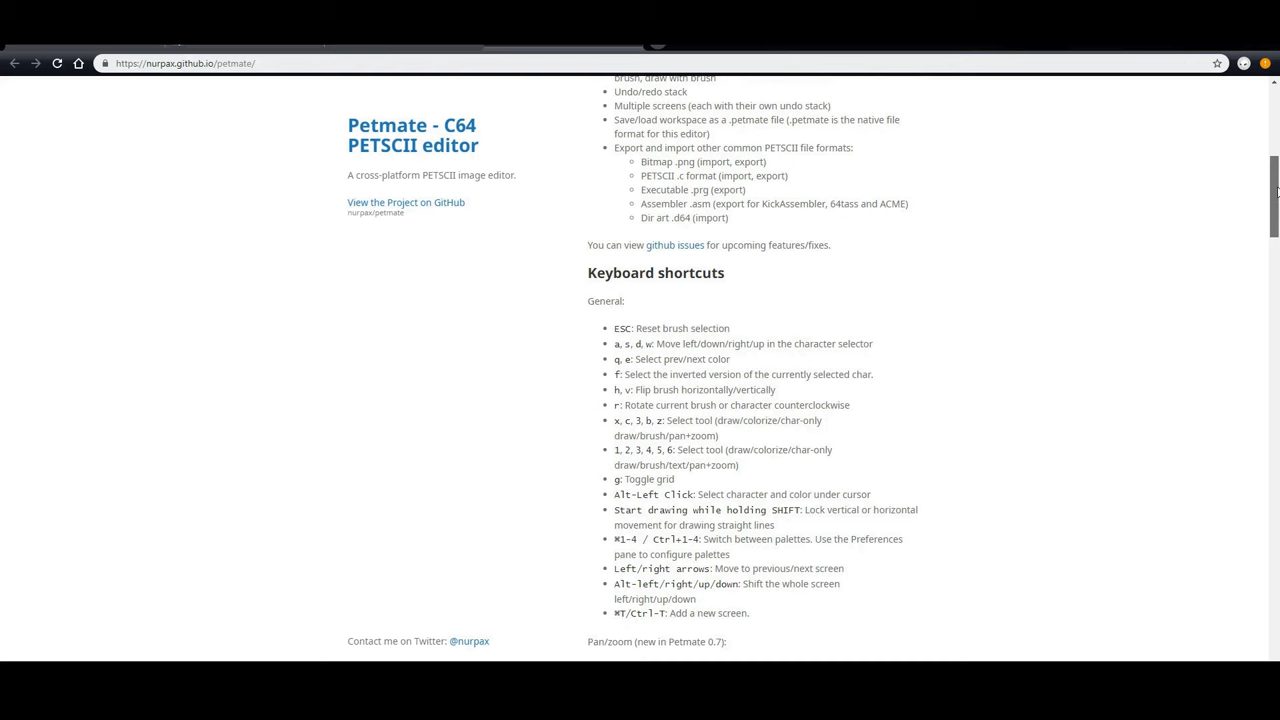 https://nurpax.github.io/petmate/
brush, draw with brush
Undo/redo stack
Petmate - C64
PETSCII editor
A cross-platform PETSCII image editor.
View the Project on GitHub
nurpax/petmate
Multiple screens (each with their own undo stack)
Save/load workspace as a .petmate file (.petmate is the native
format for this editor)
Export and import other common PETSCII file formats:
Bitmap .png (import, export)
PETSCII .c format (import, export)
Executable .prg (export)
Assembler .asm (export for KickAssembler, 64tass and ACME)
Dir art .d64 (import)
You can view github issues for upcoming features/fixes.
Keyboard shortcuts
General:
ESC: Reset brush selection
a, s, d, w: Move left/down/right/up in the character selector
q, e: Select prev/next color
f: Select the inverted version of the currently selected char.
h, v: Flip brush horizontally/vertically
r: Rotate current brush or character counterclockwise
x, c, 3, b, z: Select tool (draw/colorize/char-only
draw/brush/pan+zoom)
1, 2, 3, 4, 5, 6: Select tool (draw/colorize/char-only
draw/brush/text/pan+zoom)
g: Toggle grid
Alt-Left Click: Select character and color under cursor
Start drawing while holding SHIFT: Lock vertical or horizontal
movement for drawing straight lines
⌘1-4 / Ctrl+1-4: Switch between palettes. Use the Preferences
pane to configure palettes
Left/right arrows: Move to previous/next screen
Alt-left/right/up/down: Shift the whole screen
left/right/up/down
⌘T/Ctrl-T: Add a new screen.
Contact me on Twitter: @nurpax
Pan/zoom (new in Petmate 0.7):